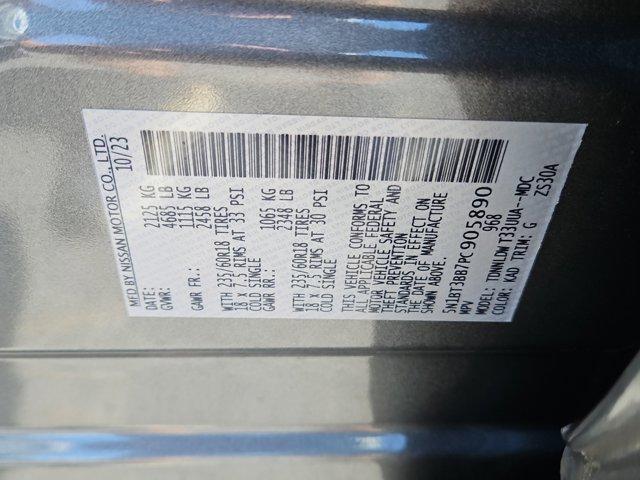 MFD BY NISSAN MOTOR CO., LTD.
DATE: 10/23
GVWR: 2125 KG
4685 LB
GAWR FR.: 1115 KG
2458 LB
WITH 235/60R18 TIRES
18 X 7.5 RIMS AT 33 PSI
COLD SINGLE
GAWR RR.: 1065 KG
2348 LB
WITH 235/60R18 TIRES
18 X 7.5 RIMS AT 30 PSI
COLD SINGLE
THIS VEHICLE CONFORMS TO
ALL APPLICABLE FEDERAL
MOTOR VEHICLE SAFETY AND
THEFT PREVENTION
STANDARDS IN EFFECT ON
THE DATE OF MANUFACTURE
SHOWN ABOVE.
5N1BT3BB7PC905890
MPV 968
MODEL: TDNNLDW T33QUA--MDC
COLOR: KAD TRIM: G ZS30A